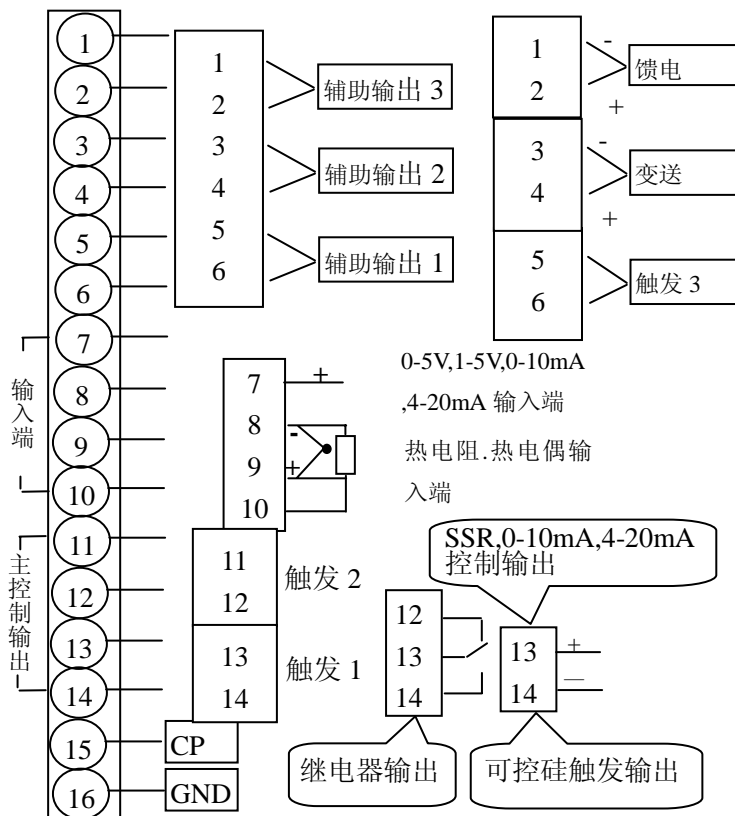 1
2
3
4
5
6
7
8
9
10
11
12
13
14
15
16
输入端
主控制输出
1
2
3
4
5
6
辅助输出 3
辅助输出 2
辅助输出 1
1
2
3
4
5
6
-
+
-
+
馈电
变送
触发 3
7
8
9
10
+
-
+
0-5V,1-5V,0-10mA
,4-20mA 输入端
热电阻.热电偶输
入端
11
12
13
14
触发 2
触发 1
CP
GND
SSR,0-10mA,4-20mA
控制输出
12
13
14
13
14
+
—
继电器输出
可控硅触发输出